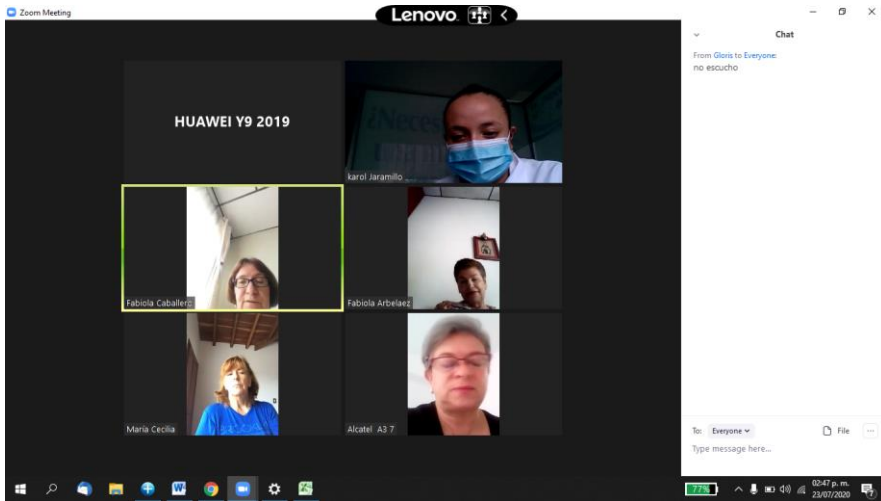 Zoom Meeting
Lenovo
Chat
From Gloris to Everyone:
no escucho
HUAWEI Y9 2019
karol Jaramillo
Fabiola Caballero
Fabiola Arbelaez
Maria Cecilia
Alcatel A3 7
To: Everyone
File
Type message here...
77%
02:47 p. m.
23/07/2020